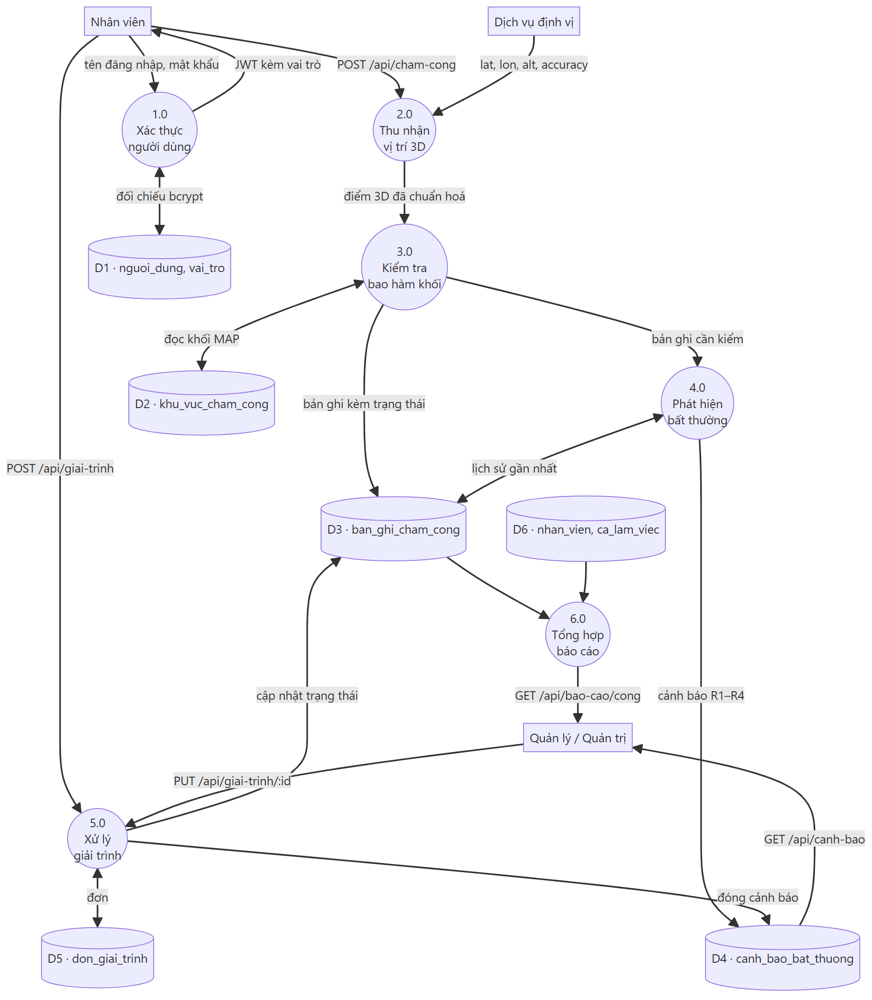 Nhân viên
Dịch vụ định vị
tên đăng nhập, mật khẩu
JWT kèm vai trò
POST /api/cham-cong
lat, lon, alt, accuracy
1.0
Xác thực
người dùng
2.0
Thu nhận
vị trí 3D
đối chiếu bcrypt
điểm 3D đã chuẩn hoá
D1 · nguoi_dung, vai_tro
3.0
Kiểm tra
bao hàm khối
đọc khối MAP
bản ghi cần kiểm
D2 · khu_vuc_cham_cong
bản ghi kèm trạng thái
4.0
Phát hiện
bất thường
POST /api/giai-trinh
lịch sử gần nhất
D3 · ban_ghi_cham_cong
D6 · nhan_vien, ca_lam_viec
6.0
Tổng hợp
báo cáo
cập nhật trạng thái
GET /api/bao-cao/cong
cảnh báo R1–R4
Quản lý / Quản trị
PUT /api/giai-trinh/:id
5.0
Xử lý
giải trình
GET /api/canh-bao
đơn
đóng cảnh báo
D5 · don_giai_trinh
D4 · canh_bao_bat_thuong